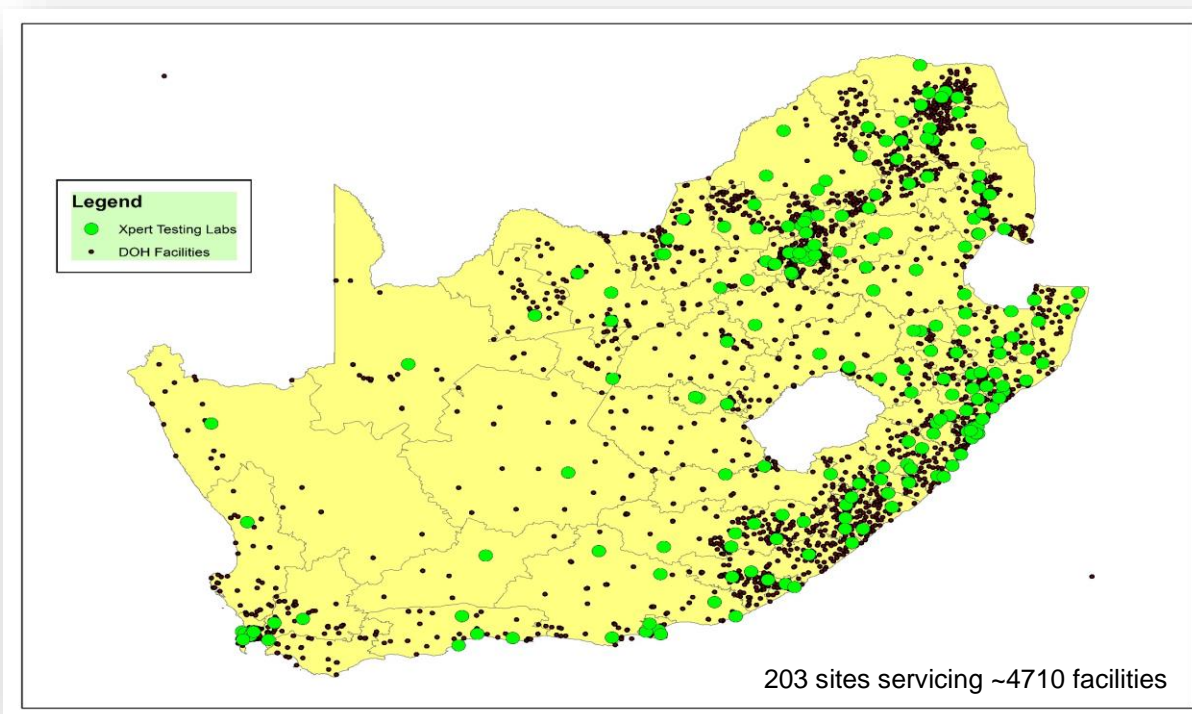 Legend
Xpert Testing Labs
DOH Facilities
203 sites servicing ~4710 facilities